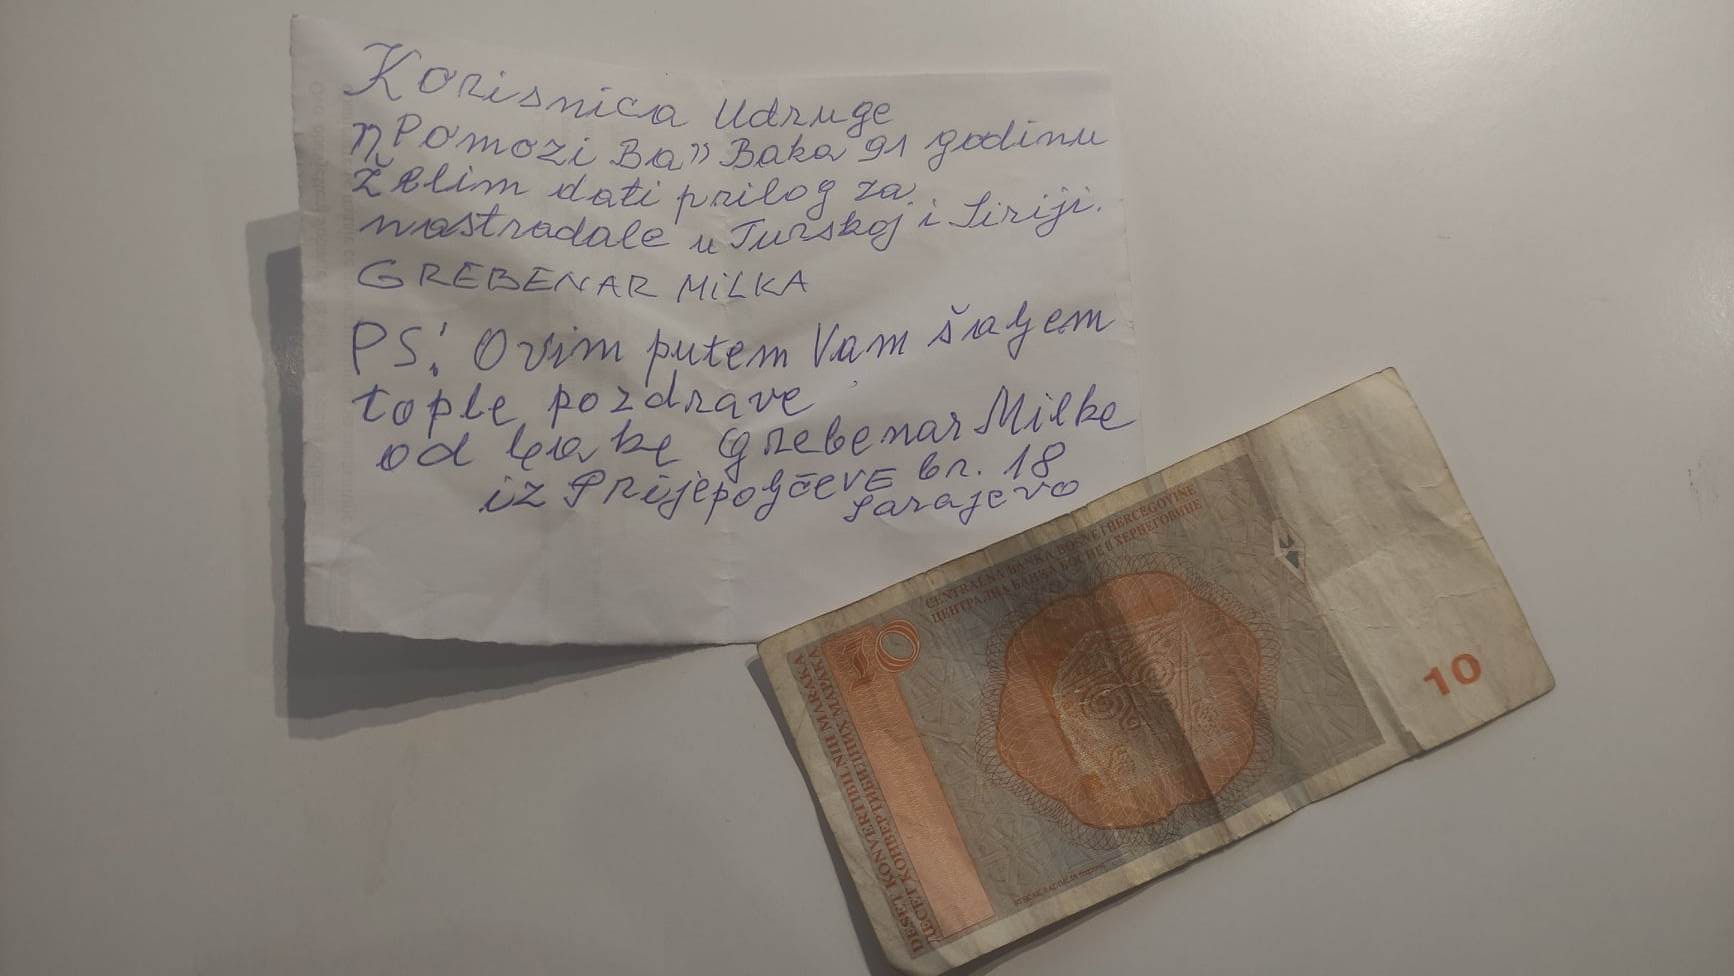 Korisnica Udruge
"Pomozi Ba" Baka 91 godinu
Želim dati prilog za
nastradale u Turskoj i Siriji.
GREBENAR MiLKA
PS! Ovim putem Vam šaljem
tople pozdrave
od bake Grebenar Milke
iz Prijepoljčeve br. 18
Sarajevo
CENTRALNA BANKA BOSNE I HERCEGOVINE
ЦЕНТРАЛНА БАНКА БОСНЕ И ХЕРЦЕГОВИНЕ
10
DESET KONVERTIBILNIH MARAKA
ДЕСЕТ КОНВЕРТИБИЛНИХ МАРАКА
10